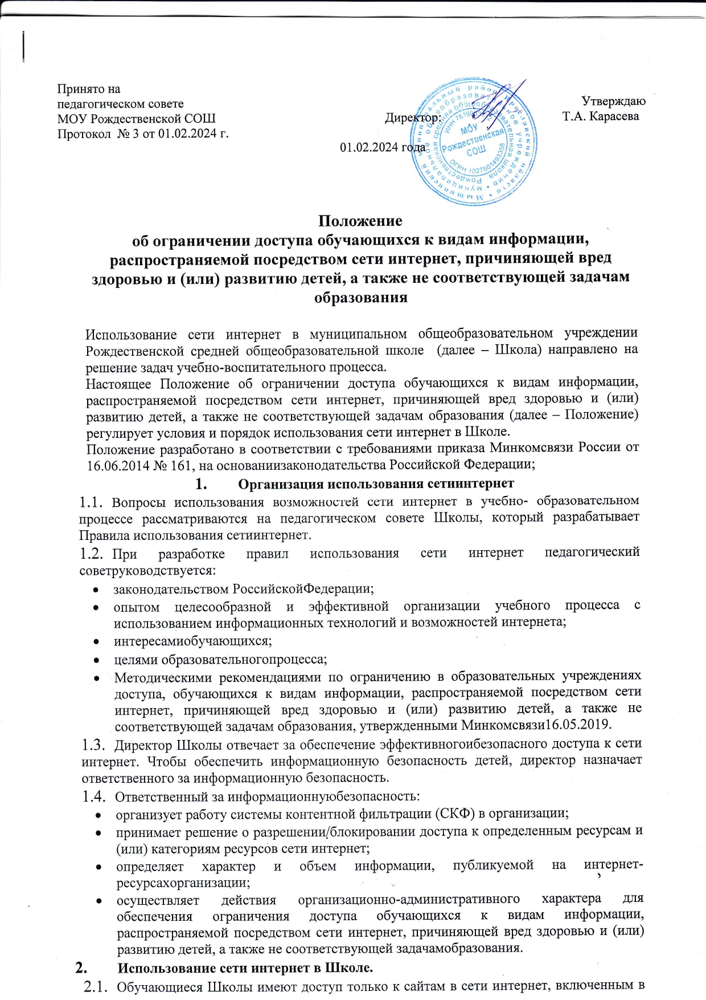 Принято на
педагогическом совете
МОУ Рождественской СОШ
Протокол № 3 от 01.02.2024 г.
Утверждаю
Директор: Т.А. Карасева
01.02.2024 года
Мышкинский муниципальный район Ярославской области
муниципальное общеобразовательное учреждение
Рождественская средняя общеобразовательная школа
ОГРН 1027601493358
МОУ
Рождественская
СОШ
Положение
об ограничении доступа обучающихся к видам информации,
распространяемой посредством сети интернет, причиняющей вред
здоровью и (или) развитию детей, а также не соответствующей задачам
образования
Использование сети интернет в муниципальном общеобразовательном учреждении
Рождественской средней общеобразовательной школе (далее – Школа) направлено на
решение задач учебно-воспитательного процесса.
Настоящее Положение об ограничении доступа обучающихся к видам информации,
распространяемой посредством сети интернет, причиняющей вред здоровью и (или)
развитию детей, а также не соответствующей задачам образования (далее – Положение)
регулирует условия и порядок использования сети интернет в Школе.
Положение разработано в соответствии с требованиями приказа Минкомсвязи России от
16.06.2014 № 161, на основаниизаконодательства Российской Федерации;
1. Организация использования сетиинтернет
1.1. Вопросы использования возможностей сети интернет в учебно- образовательном
процессе рассматриваются на педагогическом совете Школы, который разрабатывает
Правила использования сетиинтернет.
1.2. При разработке правил использования сети интернет педагогический
советруководствуется:
• законодательством РоссийскойФедерации;
• опытом целесообразной и эффективной организации учебного процесса с
использованием информационных технологий и возможностей интернета;
• интересамиобучающихся;
• целями образовательногопроцесса;
• Методическими рекомендациями по ограничению в образовательных учреждениях
доступа, обучающихся к видам информации, распространяемой посредством сети
интернет, причиняющей вред здоровью и (или) развитию детей, а также не
соответствующей задачам образования, утвержденными Минкомсвязи16.05.2019.
1.3. Директор Школы отвечает за обеспечение эффективногоибезопасного доступа к сети
интернет. Чтобы обеспечить информационную безопасность детей, директор назначает
ответственного за информационную безопасность.
1.4. Ответственный за информационнуюбезопасность:
• организует работу системы контентной фильтрации (СКФ) в организации;
• принимает решение о разрешении/блокировании доступа к определенным ресурсам и
(или) категориям ресурсов сети интернет;
• определяет характер и объем информации, публикуемой на интернет-
ресурсахорганизации;
• осуществляет действия организационно-административного характера для
обеспечения ограничения доступа обучающихся к видам информации,
распространяемой посредством сети интернет, причиняющей вред здоровью и (или)
развитию детей, а также не соответствующей задачамобразования.
2. Использование сети интернет в Школе.
2.1. Обучающиеся Школы имеют доступ только к сайтам в сети интернет, включенным в